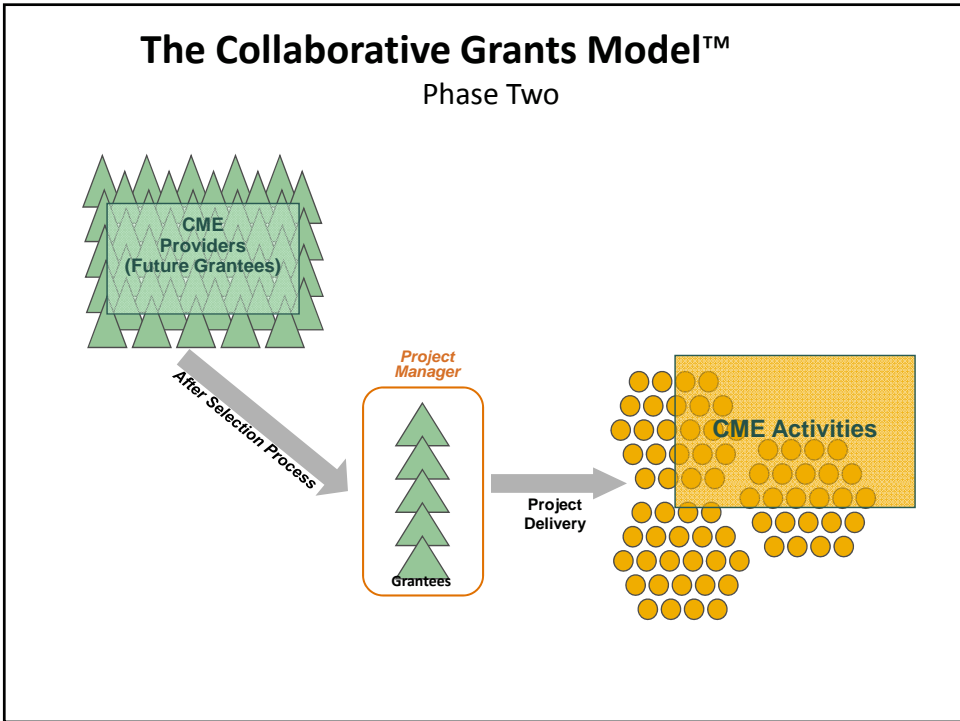 The Collaborative Grants Model™
Phase Two
CME
Providers
(Future Grantees)
After Selection Process
Project
Manager
Grantees
Project
Delivery
CME Activities